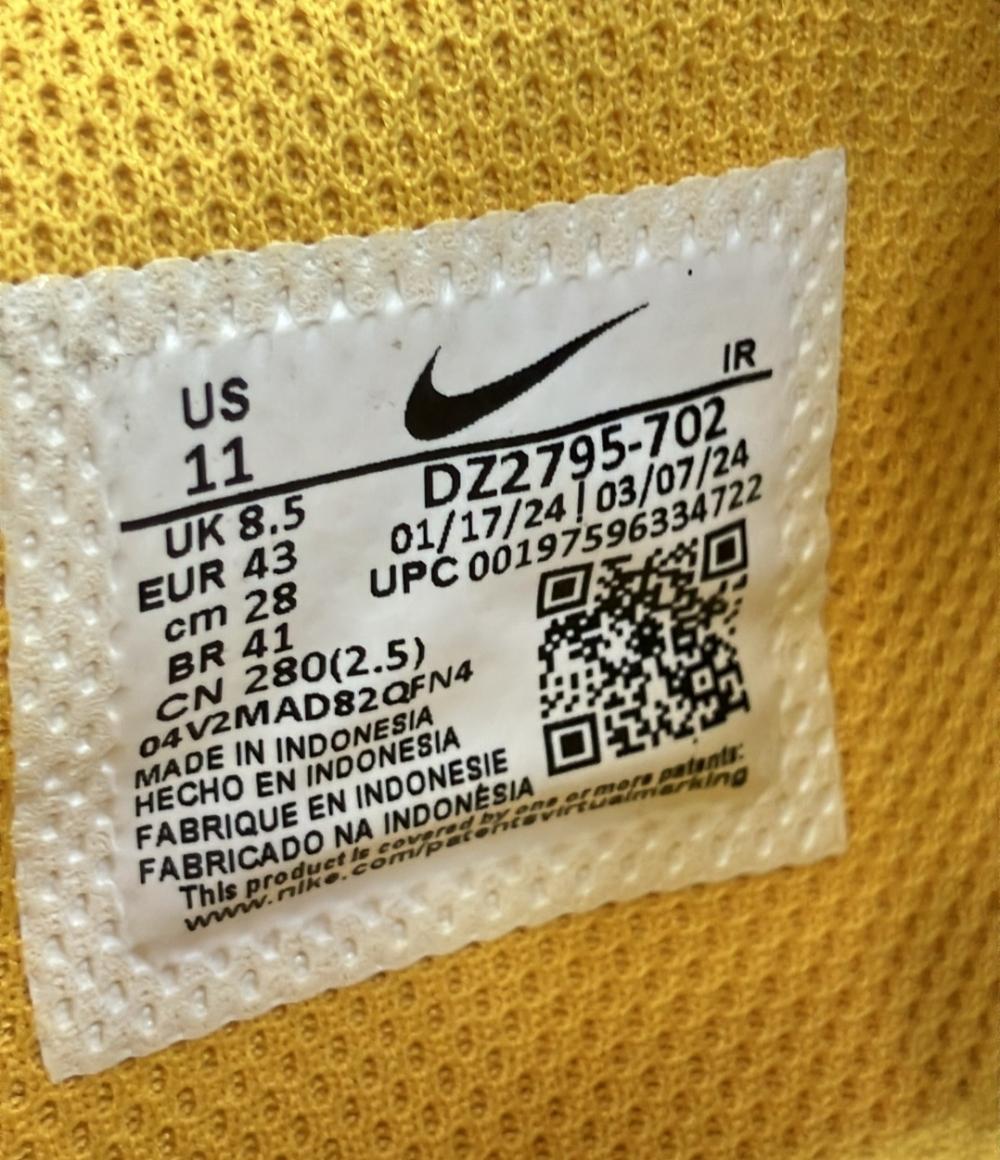 US
11
IR
UK 8.5
EUR 43
cm 28
BR 41
CN 280(2.5)
DZ2795-702
01/17/24 | 03/07/24
UPC 00197596334722
04V2MAD82QFN4
MADE IN INDONESIA
HECHO EN INDONESIA
FABRIQUE EN INDONESIE
FABRICADO NA INDONÉSIA
This product is covered by one or more patents:
www.nike.com/patentsvirtualmarking